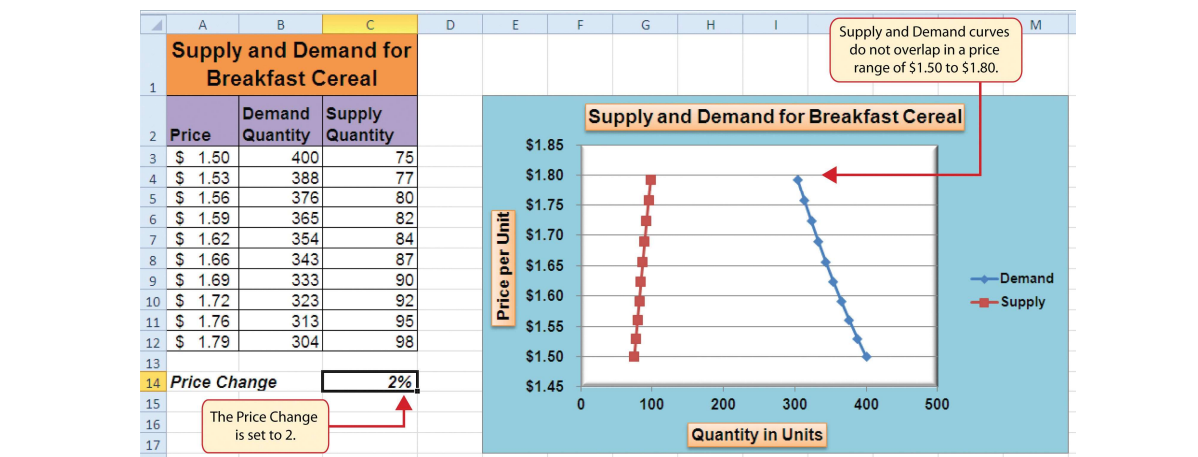 A B C D E F G H I M
Supply and Demand curves
do not overlap in a price
range of $1.50 to $1.80.
1 Supply and Demand for
Breakfast Cereal
2 Price Demand Quantity Supply Quantity
3 $ 1.50 400 75
4 $ 1.53 388 77
5 $ 1.56 376 80
6 $ 1.59 365 82
7 $ 1.62 354 84
8 $ 1.66 343 87
9 $ 1.69 333 90
10 $ 1.72 323 92
11 $ 1.76 313 95
12 $ 1.79 304 98
13
14 Price Change 2%
15
16
17
The Price Change
is set to 2.
Supply and Demand for Breakfast Cereal
$1.85
$1.80
$1.75
$1.70
$1.65
$1.60
$1.55
$1.50
$1.45
Price per Unit
0 100 200 300 400 500
Quantity in Units
Demand
Supply